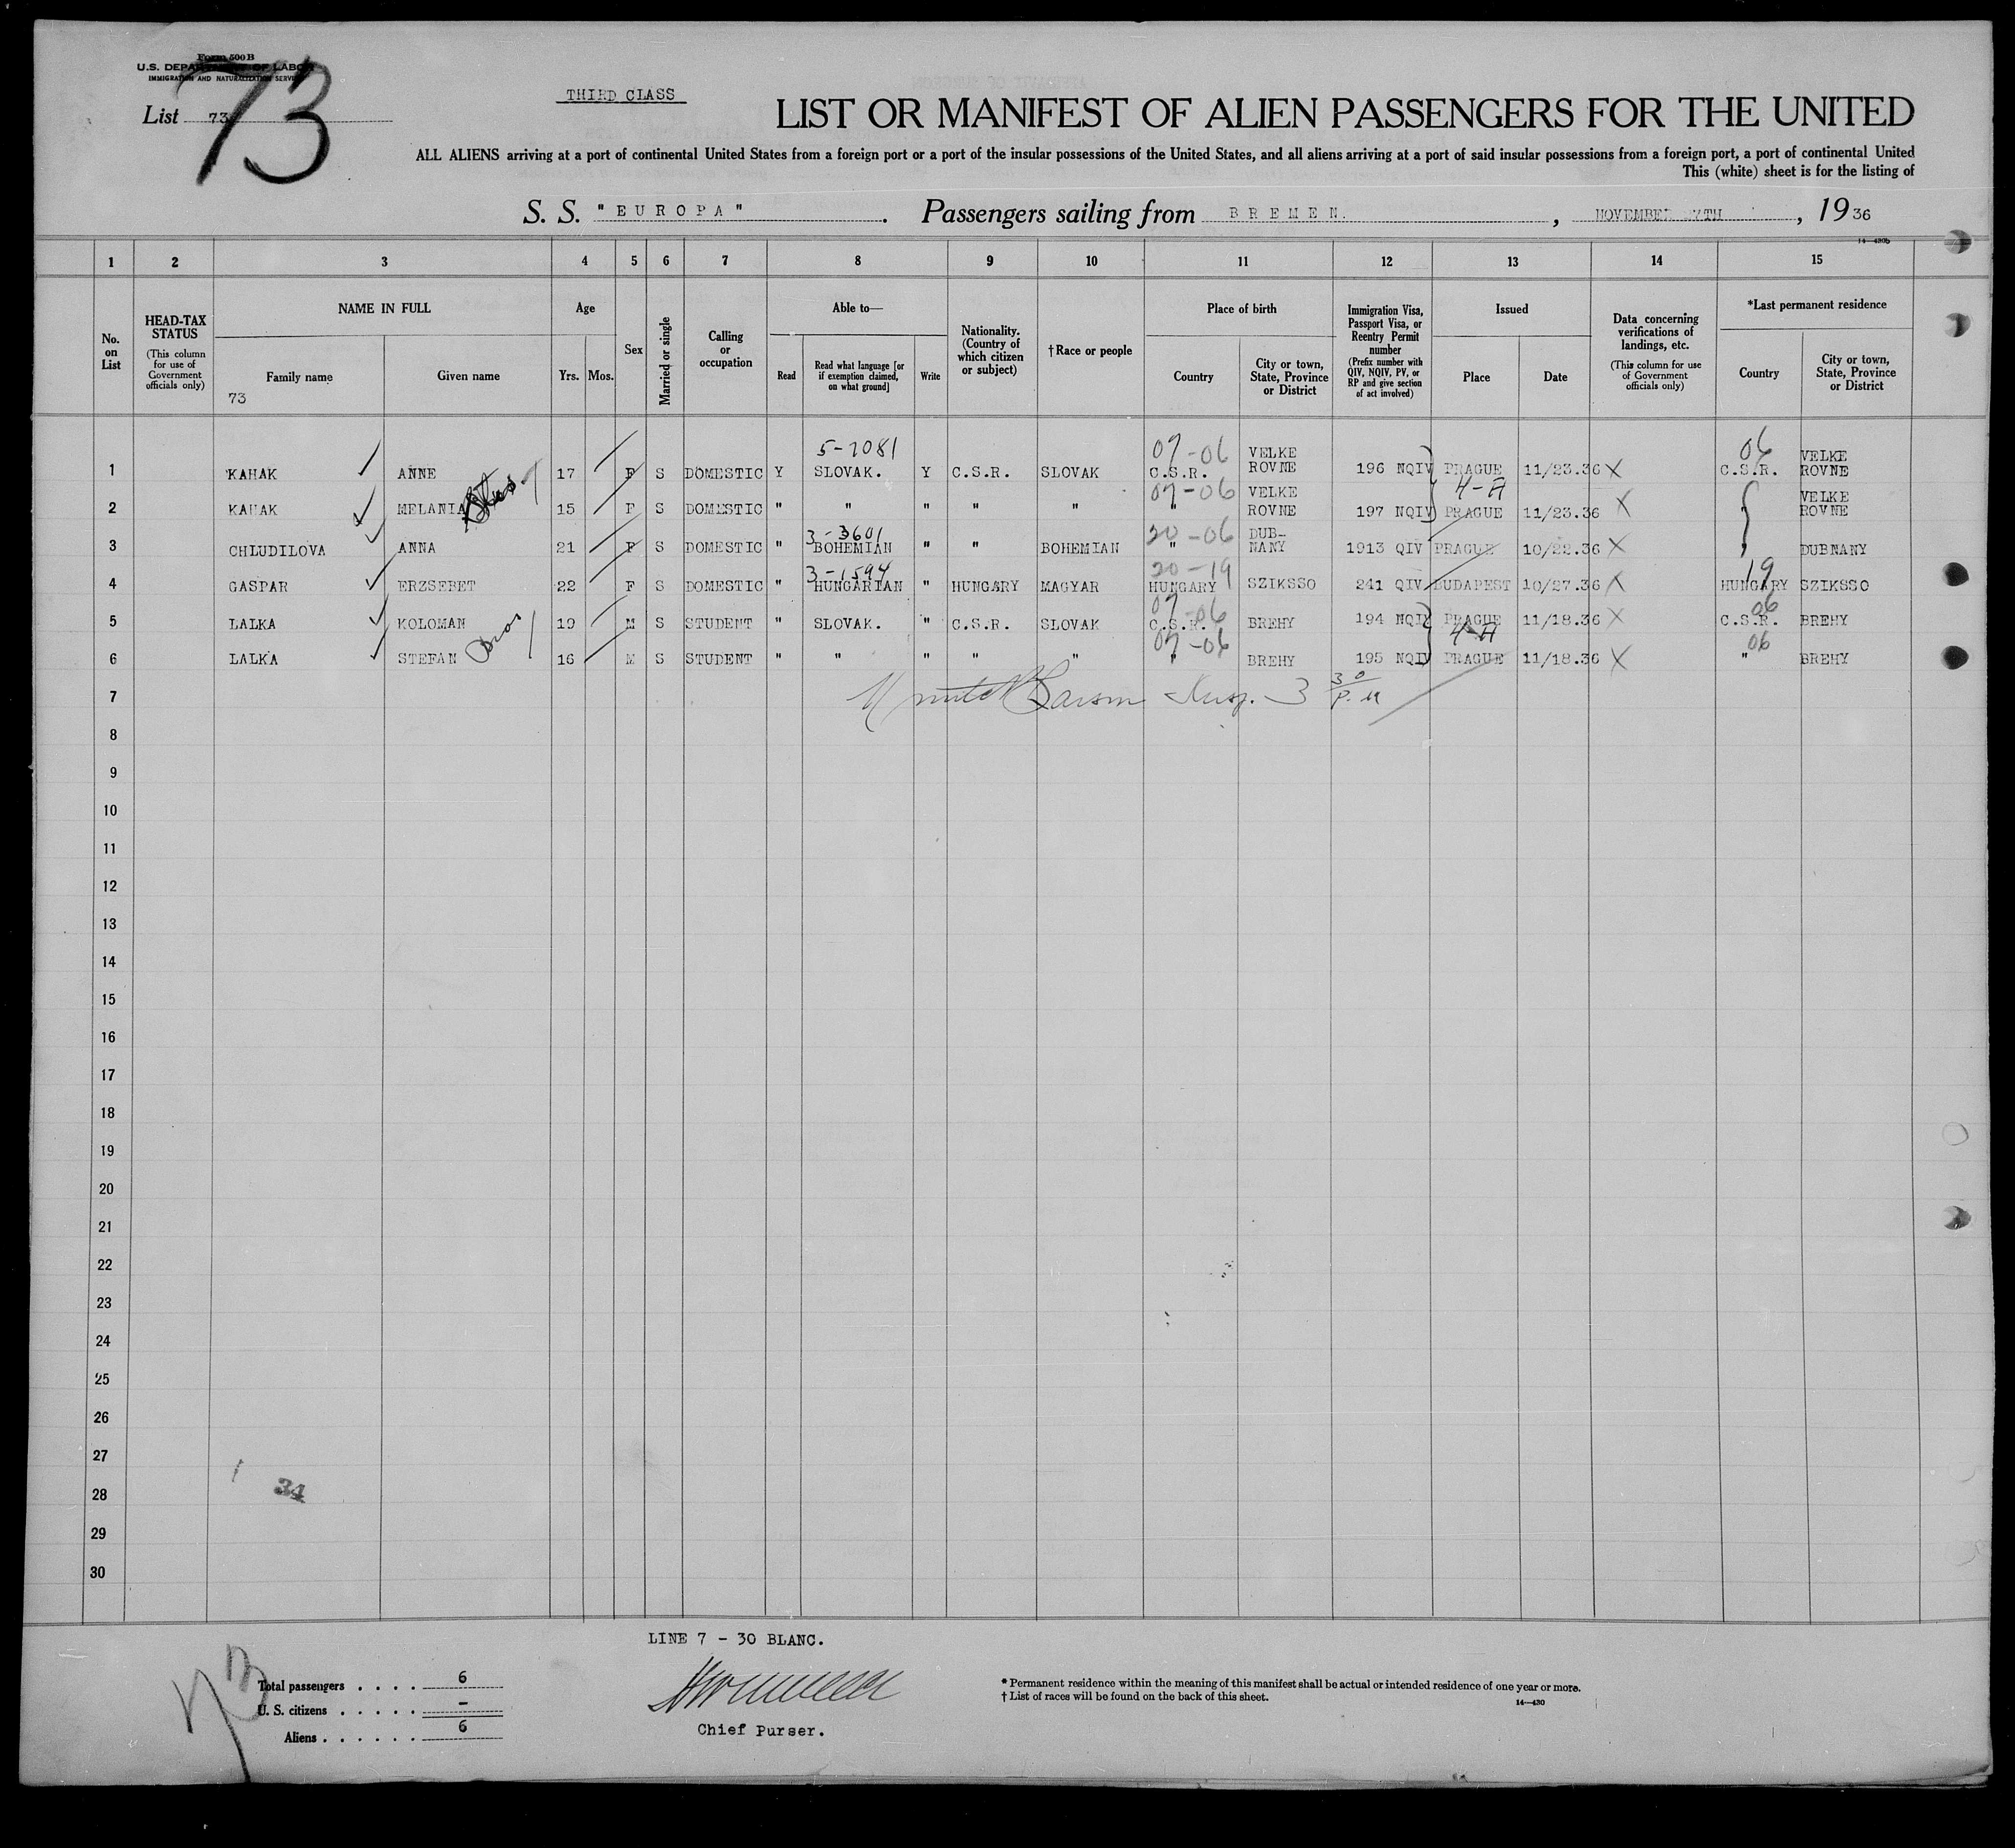 Form 500 B
U.S. DEPARTMENT OF LABOR
IMMIGRATION AND NATURALIZATION SERVICE
List 73
73
THIRD CLASS
LIST OR MANIFEST OF ALIEN PASSENGERS FOR THE UNITED
ALL ALIENS arriving at a port of continental United States from a foreign port or a port of the insular possessions of the United States, and all aliens arriving at a port of said insular possessions from a foreign port, a port of continental United
This (white) sheet is for the listing of
S. S. "EUROPA". Passengers sailing from BREMEN, NOVEMBER 27TH, 1936
14—430b
1 2 3 4 5 6 7 8 9 10 11 12 13 14 15
No. on List
HEAD-TAX STATUS (This column for use of Government officials only)
NAME IN FULL
Family name
Given name
73
Age
Yrs. Mos.
Sex
Married or single
Calling or occupation
Able to—
Read
Read what language [or if exemption claimed, on what ground]
Write
Nationality. (Country of which citizen or subject)
†Race or people
Place of birth
Country
City or town, State, Province or District
Immigration Visa, Passport Visa, or Reentry Permit number (Prefix number with QIV, NQIV, PV, or RP and give section of act involved)
Issued
Place
Date
Data concerning verifications of landings, etc. (This column for use of Government officials only)
*Last permanent residence
Country
City or town, State, Province or District
5-2081 07-06 VELKE 06 VELKE
1 KAHAK ANNE 17 F S DOMESTIC Y SLOVAK. Y C.S.R. SLOVAK C.S.R. ROVNE 196 NQIV PRAGUE 11/23.36 X C.S.R. ROVNE
07-06 VELKE 4-A VELKE
2 KAHAK MELANIA 15 F S DOMESTIC " " " " " " ROVNE 197 NQIV PRAGUE 11/23.36 X ROVNE
3-3601 20-06 DUB-
3 CHLUDILOVA ANNA 21 F S DOMESTIC " BOHEMIAN " " BOHEMIAN " NANY 1913 QIV PRAGUE 10/22.36 X " DUBNANY
3-1594 20-19 19
4 GASPAR ERZSEBET 22 F S DOMESTIC " HUNGARIAN " HUNGARY MAGYAR HUNGARY SZIKSSO 241 QIV BUDAPEST 10/27.36 X HUNGARY SZIKSSO
07-06 06
5 LALKA KOLOMAN 19 M S STUDENT " SLOVAK. " C.S.R. SLOVAK C.S.R. BREHY 194 NQIV PRAGUE 11/18.36 X C.S.R. BREHY
Bros 07-06 4-A 06
6 LALKA STEFAN 16 M S STUDENT " " " " " " BREHY 195 NQIV PRAGUE 11/18.36 X " BREHY
7 Insp. 3 30 P.M
8
9
10
11
12
13
14
15
16
17
18
19
20
21
22
23
24
25
26
27
28
29
30
34
LINE 7 - 30 BLANC.
Total passengers . . . . 6
U. S. citizens . . . . . -
Aliens . . . . . . 6
Chief Purser.
* Permanent residence within the meaning of this manifest shall be actual or intended residence of one year or more.
† List of races will be found on the back of this sheet.
14—430